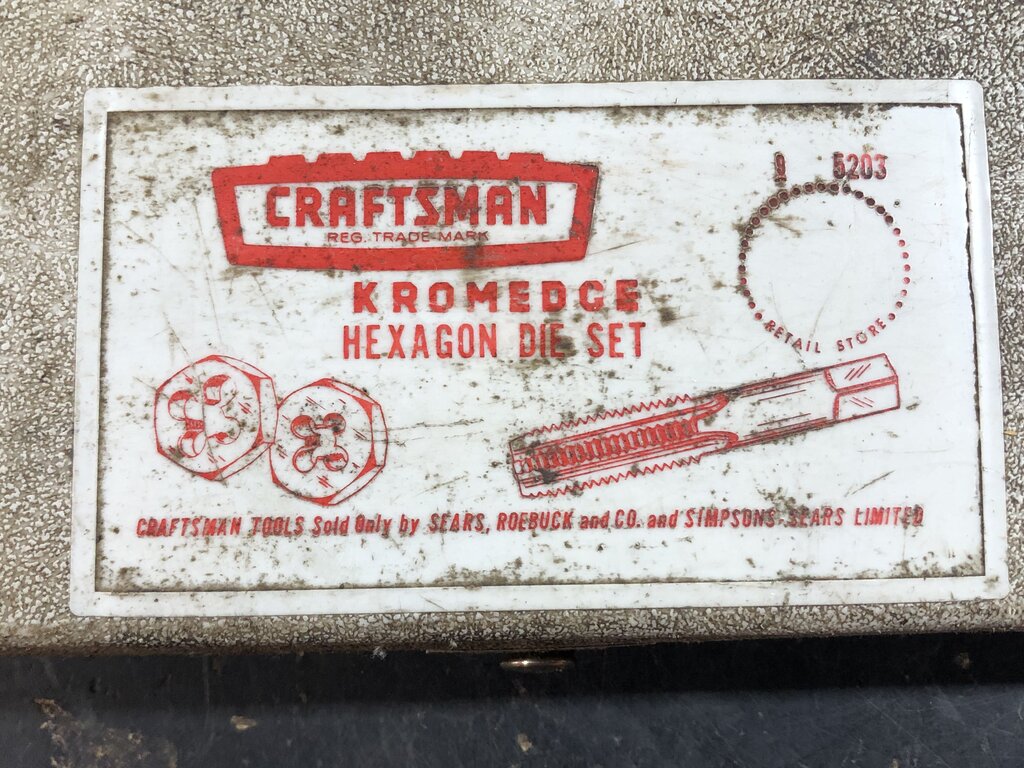 CRAFTSMAN
REG. TRADE MARK
9 5203
KROMEDGE
HEXAGON DIE SET
RETAIL STORE
CRAFTSMAN TOOLS Sold Only by SEARS, ROEBUCK and CO. and SIMPSONS-SEARS LIMITED